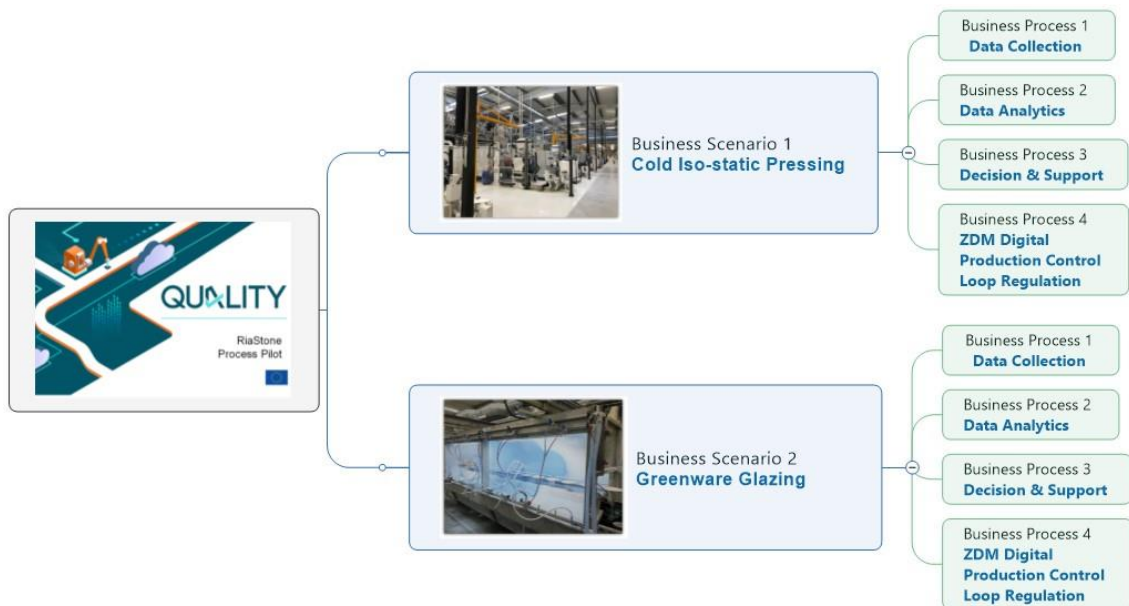 QUALITY
RiaStone
Process Pilot
Business Scenario 1
Cold Iso-static Pressing
Business Process 1
Data Collection
Business Process 2
Data Analytics
Business Process 3
Decision & Support
Business Process 4
ZDM Digital
Production Control
Loop Regulation
Business Scenario 2
Greenware Glazing
Business Process 1
Data Collection
Business Process 2
Data Analytics
Business Process 3
Decision & Support
Business Process 4
ZDM Digital
Production Control
Loop Regulation